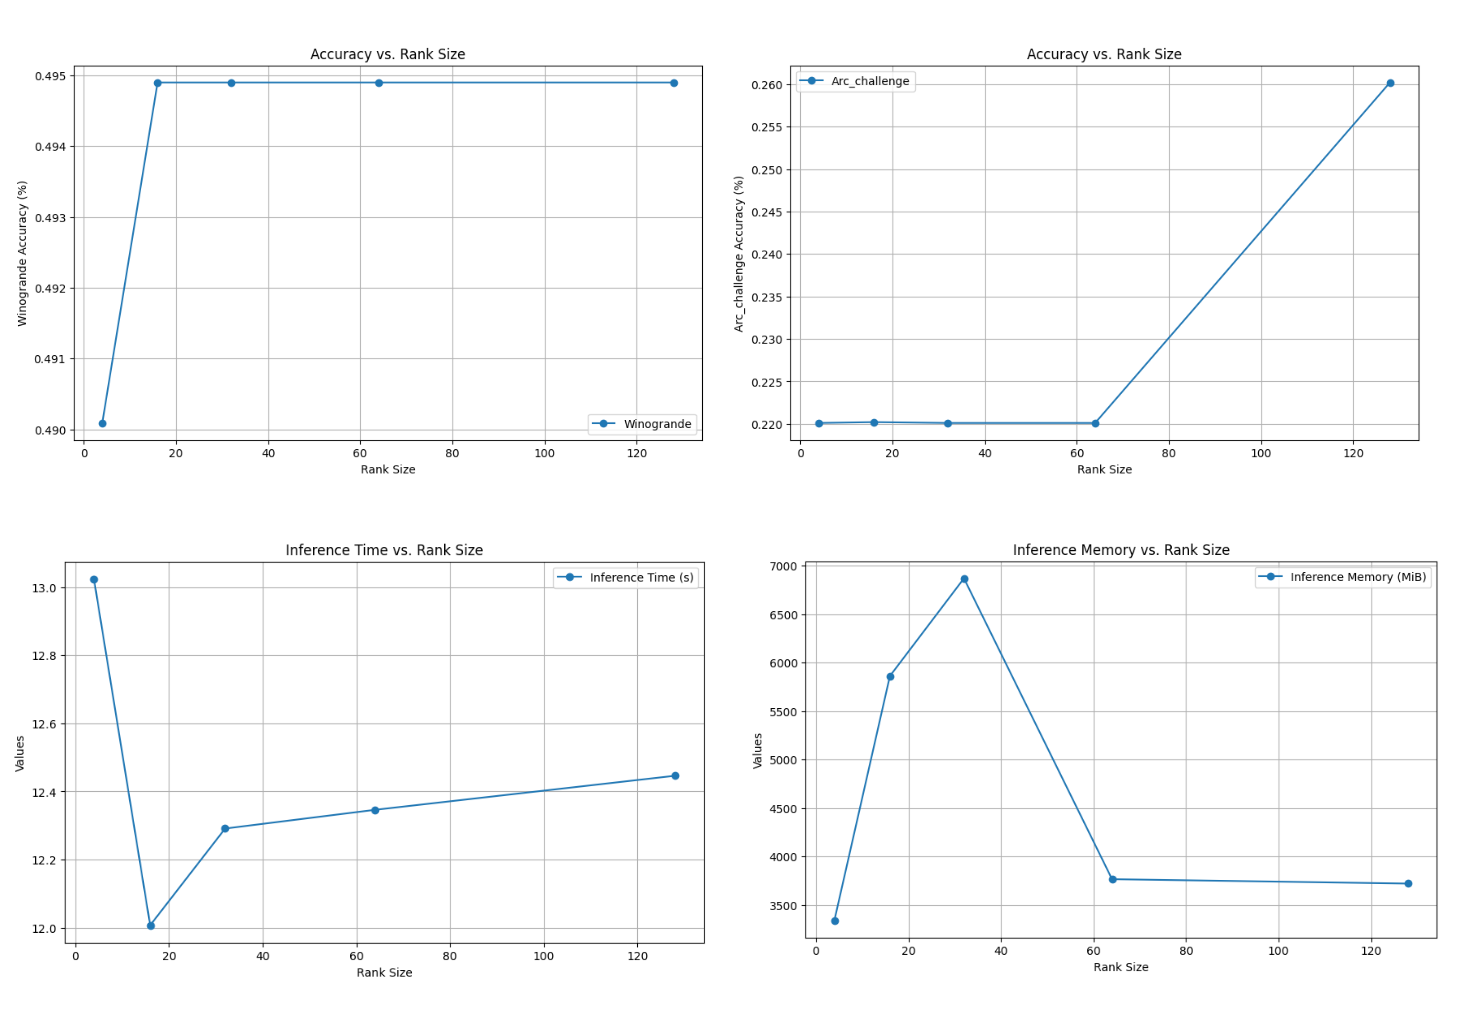 Accuracy vs. Rank Size
0.495
0.494
0.493
0.492
0.491
0.490
Winogrande Accuracy (%)
Winogrande
0 20 40 60 80 100 120
Rank Size
Accuracy vs. Rank Size
Arc_challenge
0.260
0.255
0.250
0.245
0.240
0.235
0.230
0.225
0.220
Arc_challenge Accuracy (%)
0 20 40 60 80 100 120
Rank Size
Inference Time vs. Rank Size
Inference Time (s)
13.0
12.8
12.6
12.4
12.2
12.0
Values
0 20 40 60 80 100 120
Rank Size
Inference Memory vs. Rank Size
Inference Memory (MiB)
7000
6500
6000
5500
5000
4500
4000
3500
Values
0 20 40 60 80 100 120
Rank Size